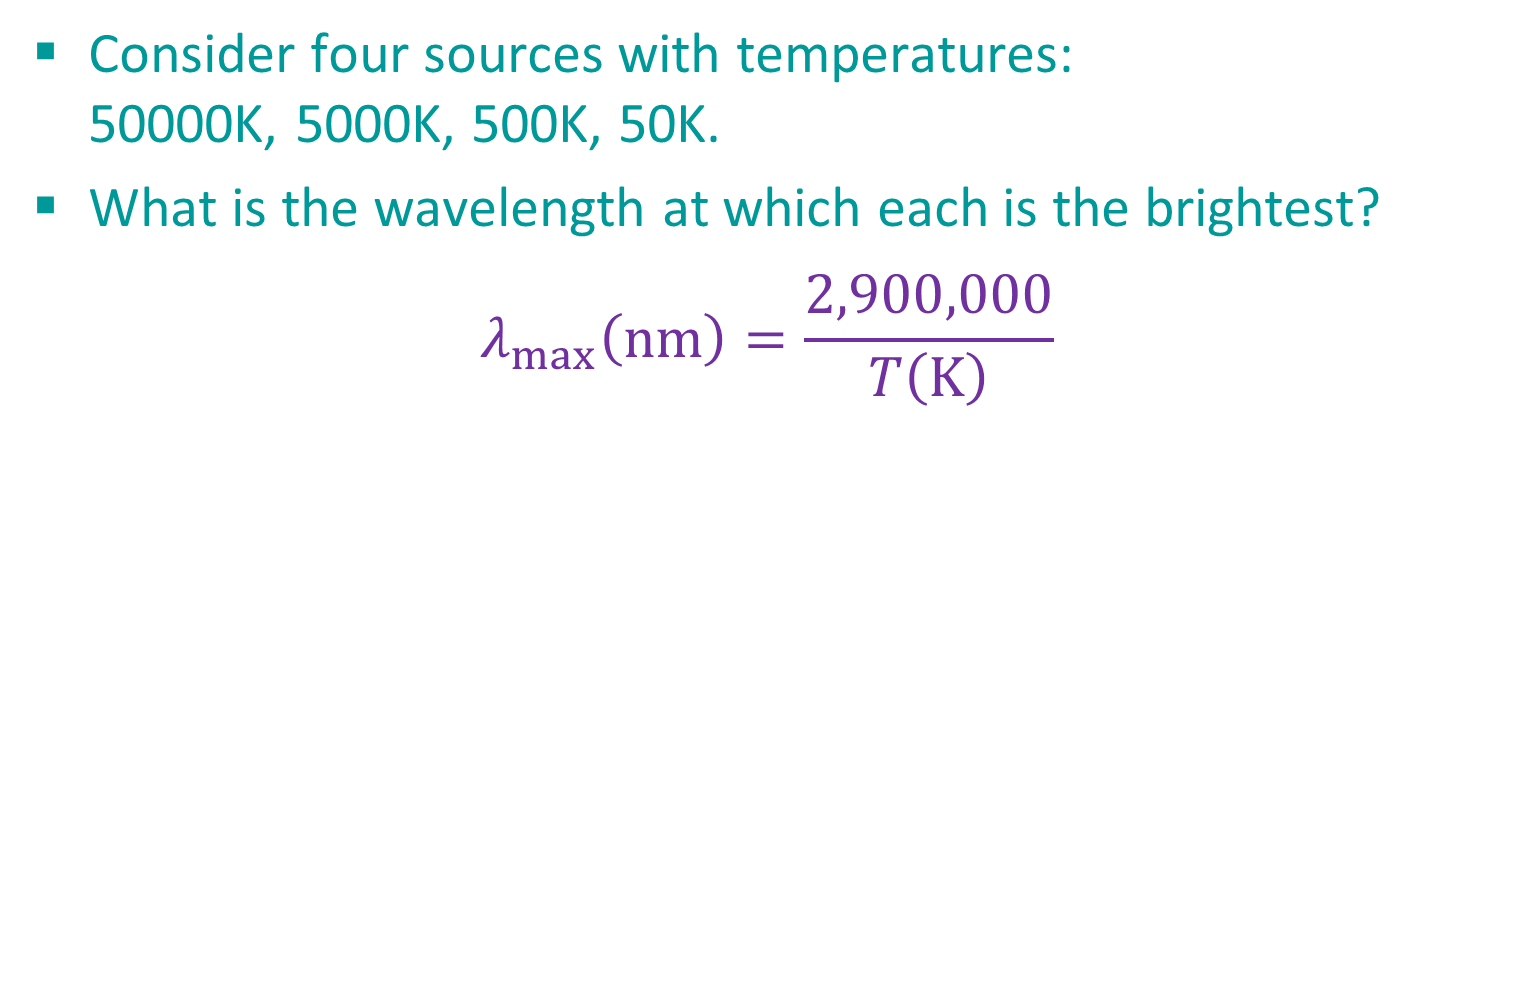 ▪ Consider four sources with temperatures:
50000K, 5000K, 500K, 50K.
▪ What is the wavelength at which each is the brightest?
λmax(nm) = 2,900,000 / T(K)